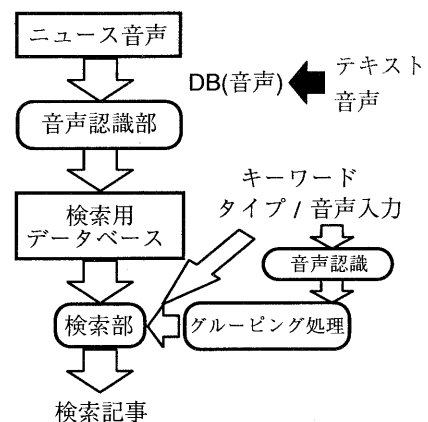 ニュース音声
DB(音声)
テキスト
音声
音声認識部
キーワード
タイプ / 音声入力
検索用
データベース
音声認識
検索部
グルーピング処理
検索記事